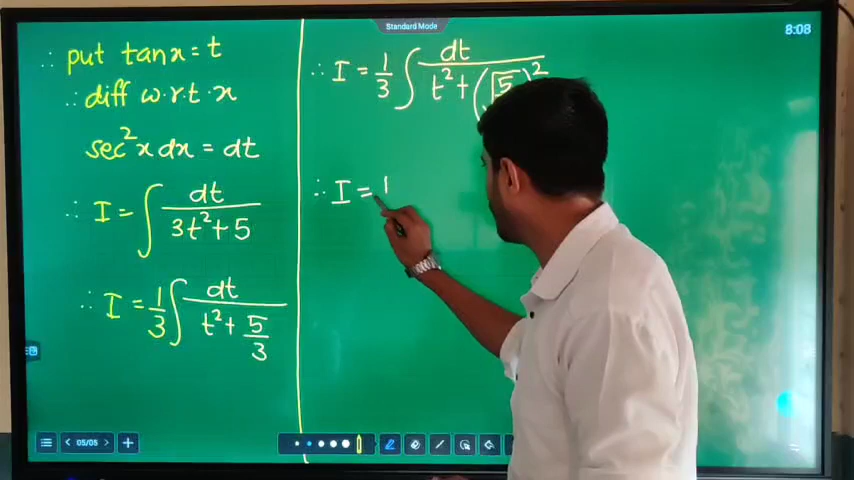 Standard Mode
8:08
∴ put tanx = t
∴ diff w.r.t.x
sec²x dx = dt
∴ I = ∫ dt / 3t²+5
∴ I = 1/3 ∫ dt / t² + 5/3
∴ I = 1/3 ∫ dt / t² + (√5 )²
∴ I = 1
05/05